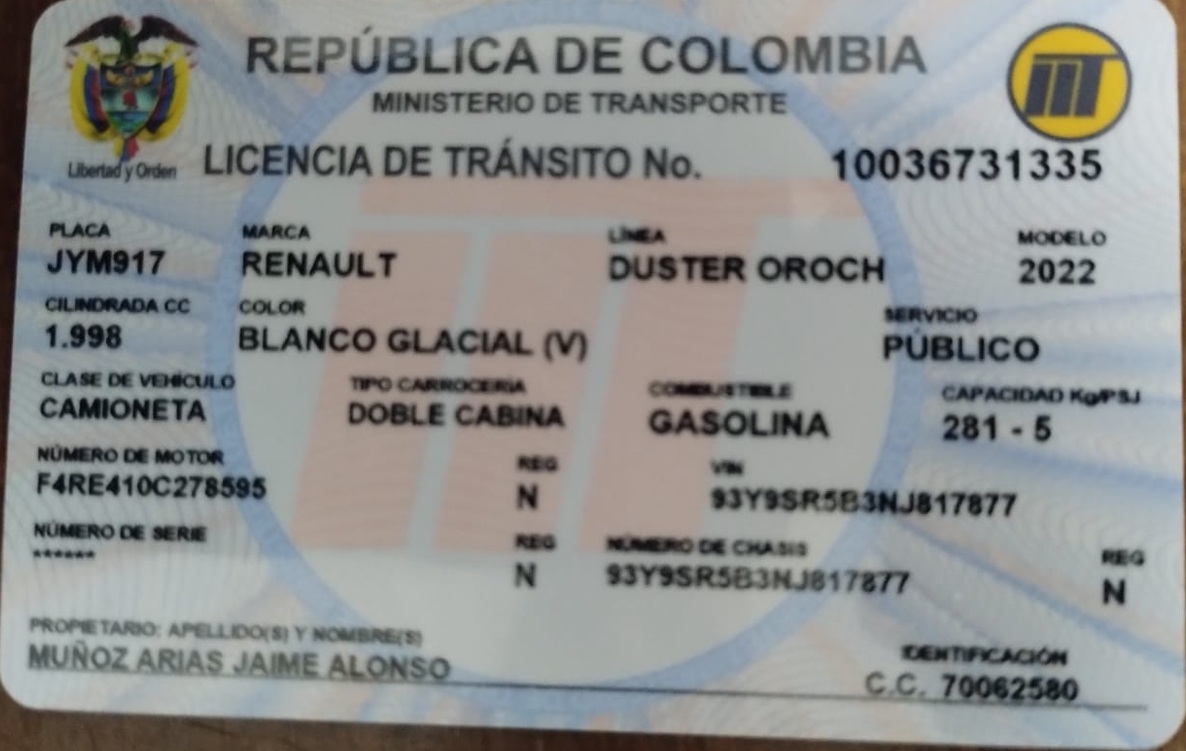 REPÚBLICA DE COLOMBIA
MINISTERIO DE TRANSPORTE
Libertad y Orden
LICENCIA DE TRÁNSITO No. 10036731335
PLACA MARCA LÍNEA MODELO
JYM917 RENAULT DUSTER OROCH 2022
CILINDRADA CC COLOR SERVICIO
1.998 BLANCO GLACIAL (V) PÚBLICO
CLASE DE VEHÍCULO TIPO CARROCERÍA COMBUSTIBLE CAPACIDAD Kg/PSJ
CAMIONETA DOBLE CABINA GASOLINA 281 - 5
NÚMERO DE MOTOR REG VIN
F4RE410C278595 N 93Y9SR5B3NJ817877
NÚMERO DE SERIE REG NÚMERO DE CHASIS REG
****** N 93Y9SR5B3NJ817877 N
PROPIETARIO: APELLIDO(S) Y NOMBRE(S) IDENTIFICACIÓN
MUÑOZ ARIAS JAIME ALONSO C.C. 70062580